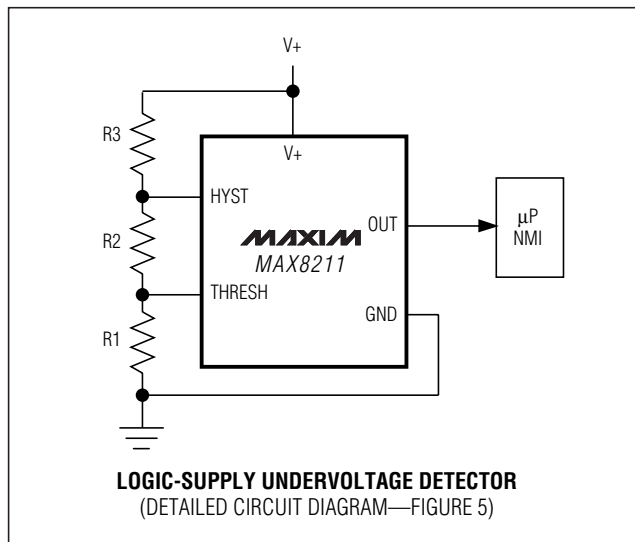 V+
R3
V+
HYST
OUT
R2
MAXIM
MAX8211
μP
NMI
THRESH
GND
R1
LOGIC-SUPPLY UNDERVOLTAGE DETECTOR
(DETAILED CIRCUIT DIAGRAM—FIGURE 5)